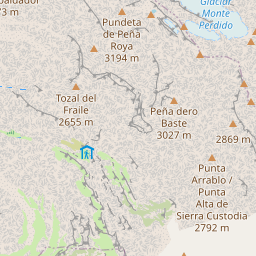 Glaciar
Monte
Perdido
Pundeta
de Peña
Roya
3194 m
3 m
Tozal del
Fraile
2655 m
Peña dero
Baste
3027 m
2869 m
Punta
Arrablo /
Punta
Alta de
Sierra Custodia
2792 m